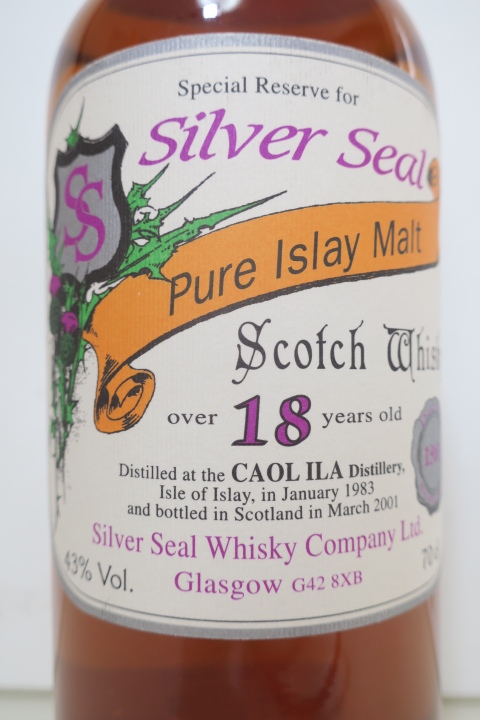 Special Reserve for
Silver Seal
SS
Pure Islay Malt
Scotch
over 18 years old
Distilled at the CAOL ILA Distillery,
Isle of Islay, in January 1983
and bottled in Scotland in March 2001
Silver Seal Whisky Company Ltd.
43% Vol.
Glasgow G42 8XB